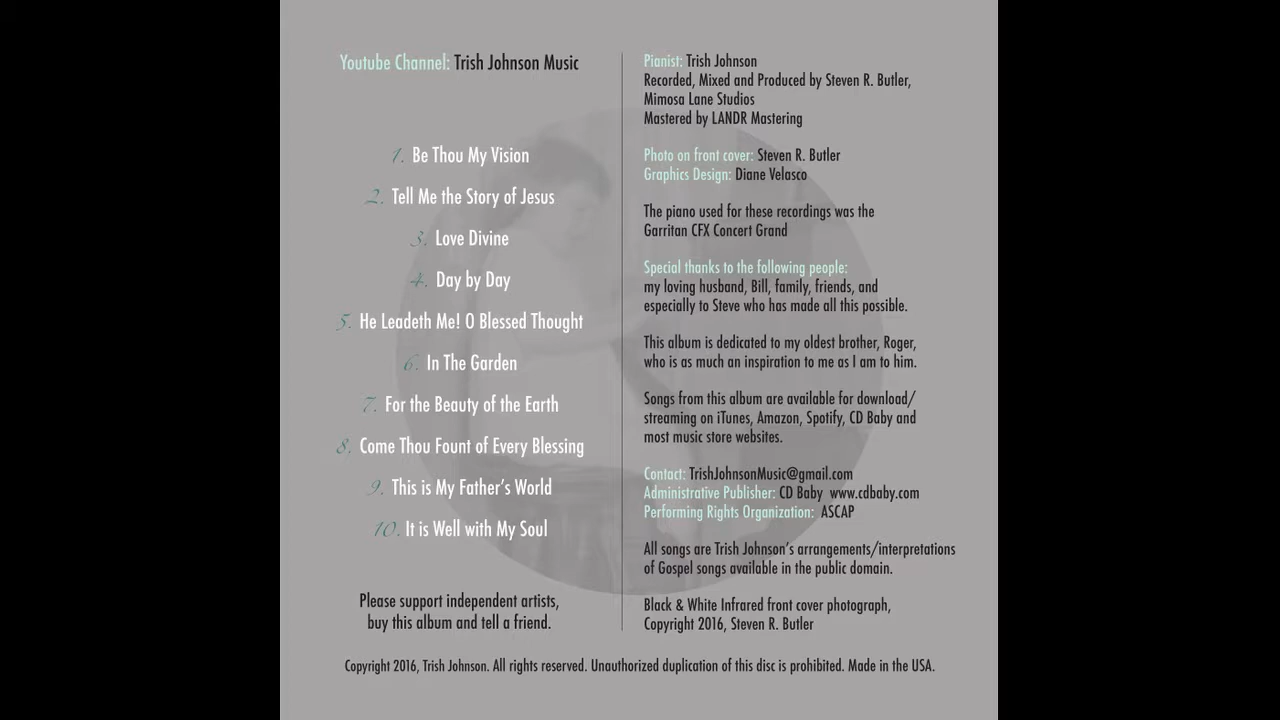 Youtube Channel: Trish Johnson Music
1. Be Thou My Vision
2. Tell Me the Story of Jesus
3. Love Divine
4. Day by Day
5. He Leadeth Me! O Blessed Thought
6. In The Garden
7. For the Beauty of the Earth
8. Come Thou Fount of Every Blessing
9. This is My Father's World
10. It is Well with My Soul
Please support independent artists,
buy this album and tell a friend.
Pianist: Trish Johnson
Recorded, Mixed and Produced by Steven R. Butler,
Mimosa Lane Studios
Mastered by LANDR Mastering
Photo on front cover: Steven R. Butler
Graphics Design: Diane Velasco
The piano used for these recordings was the
Garritan CFX Concert Grand
Special thanks to the following people:
my loving husband, Bill, family, friends, and
especially to Steve who has made all this possible.
This album is dedicated to my oldest brother, Roger,
who is as much an inspiration to me as I am to him.
Songs from this album are available for download/
streaming on iTunes, Amazon, Spotify, CD Baby and
most music store websites.
Contact: TrishJohnsonMusic@gmail.com
Administrative Publisher: CD Baby www.cdbaby.com
Performing Rights Organization: ASCAP
All songs are Trish Johnson's arrangements/interpretations
of Gospel songs available in the public domain.
Black & White Infrared front cover photograph,
Copyright 2016, Steven R. Butler
Copyright 2016, Trish Johnson. All rights reserved. Unauthorized duplication of this disc is prohibited. Made in the USA.